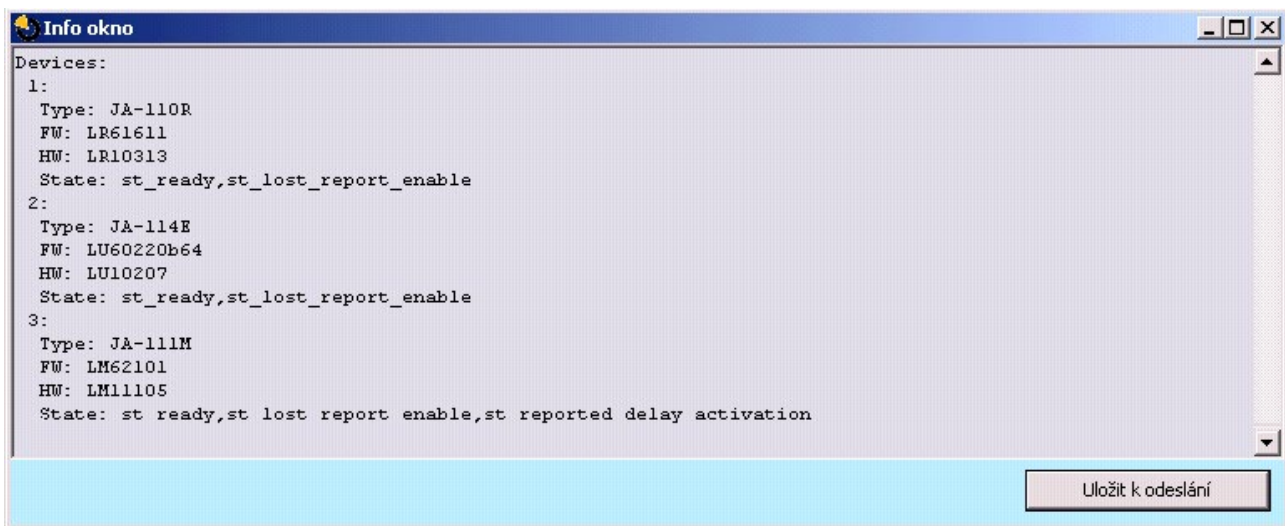 Info okno
Devices:
1:
Type: JA-110R
FW: LR61611
HW: LR10313
State: st_ready,st_lost_report_enable
2:
Type: JA-114E
FW: LU60220b64
HW: LU10207
State: st_ready,st_lost_report_enable
3:
Type: JA-111M
FW: LM62101
HW: LM11105
State: st ready,st lost report enable,st reported delay activation
Uložit k odeslání